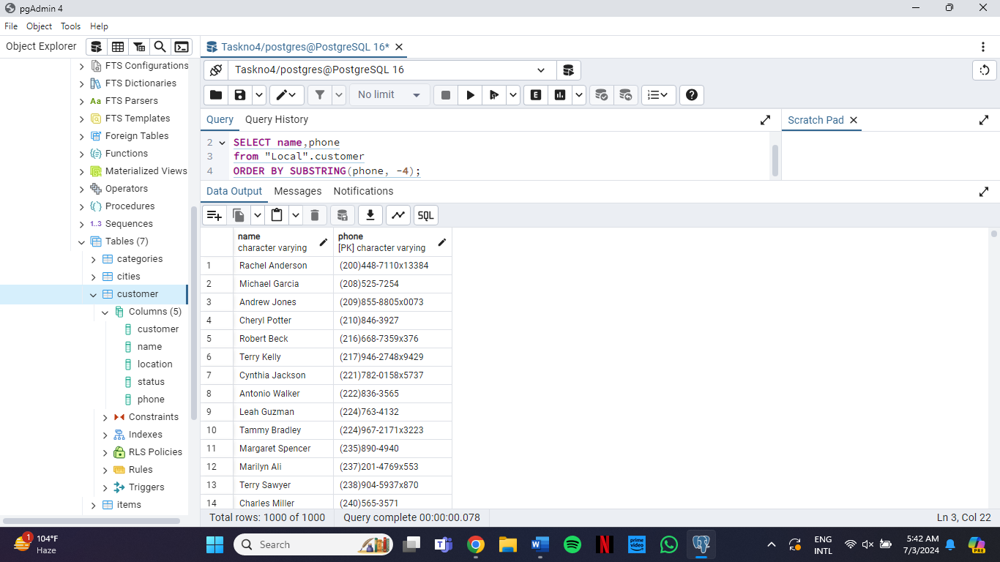 pgAdmin 4
File Object Tools Help
Object Explorer
Taskno4/postgres@PostgreSQL 16*
FTS Configurations
FTS Dictionaries
Aa FTS Parsers
FTS Templates
Foreign Tables
Functions
Materialized Views
Operators
Procedures
1..3 Sequences
Tables (7)
categories
cities
customer
Columns (5)
customer
name
location
status
phone
Constraints
Indexes
RLS Policies
Rules
Triggers
items
Taskno4/postgres@PostgreSQL 16
No limit
E
Query Query History
Scratch Pad
2 SELECT name,phone
3 from "Local".customer
4 ORDER BY SUBSTRING(phone, -4);
Data Output Messages Notifications
SQL
name phone
character varying [PK] character varying
1 Rachel Anderson (200)448-7110x13384
2 Michael Garcia (208)525-7254
3 Andrew Jones (209)855-8805x0073
4 Cheryl Potter (210)846-3927
5 Robert Beck (216)668-7359x376
6 Terry Kelly (217)946-2748x9429
7 Cynthia Jackson (221)782-0158x5737
8 Antonio Walker (222)836-3565
9 Leah Guzman (224)763-4132
10 Tammy Bradley (224)967-2171x3223
11 Margaret Spencer (235)890-4940
12 Marilyn Ali (237)201-4769x553
13 Terry Sawyer (238)904-5937x870
14 Charles Miller (240)565-3571
Total rows: 1000 of 1000 Query complete 00:00:00.078 Ln 3, Col 22
1
104°F
Haze
Search
N
prime video
W
ENG
INTL
5:42 AM
7/3/2024
PRE